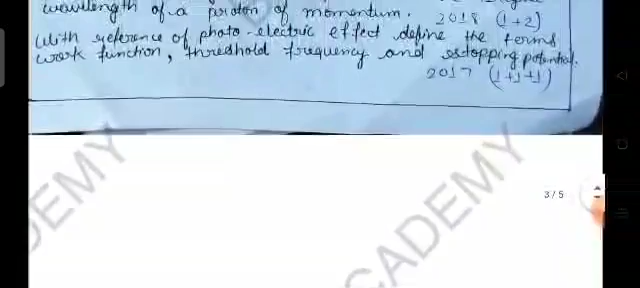 wavelength of a proton of momentum. 2018 (1+2)
With reference of photo-electric effect define the terms
work function, threshold frequency and stopping potential.
2017 (1+1+1)
3/5
DEMY
CADEMY